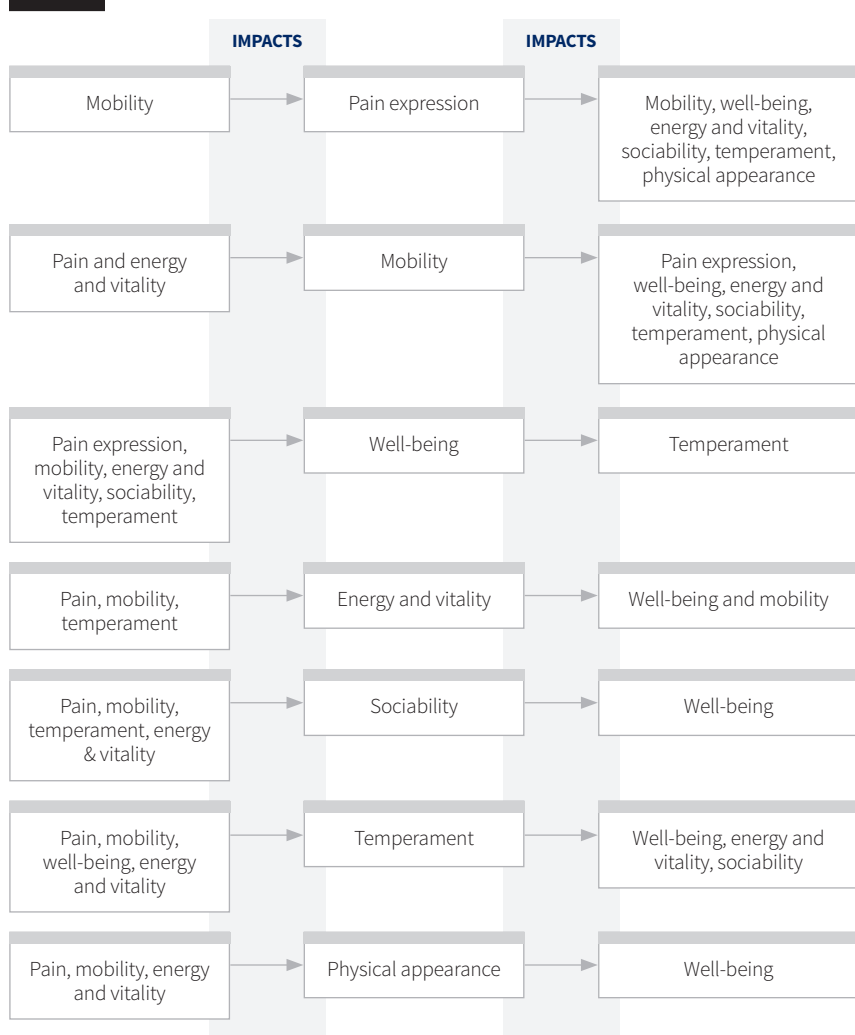 IMPACTS
IMPACTS
Mobility
Pain expression
Mobility, well-being,
energy and vitality,
sociability, temperament,
physical appearance
Pain and energy
and vitality
Mobility
Pain expression,
well-being, energy and
vitality, sociability,
temperament, physical
appearance
Pain expression,
mobility, energy and
vitality, sociability,
temperament
Well-being
Temperament
Pain, mobility,
temperament
Energy and vitality
Well-being and mobility
Pain, mobility,
temperament, energy
& vitality
Sociability
Well-being
Pain, mobility,
well-being, energy
and vitality
Temperament
Well-being, energy and
vitality, sociability
Pain, mobility, energy
and vitality
Physical appearance
Well-being